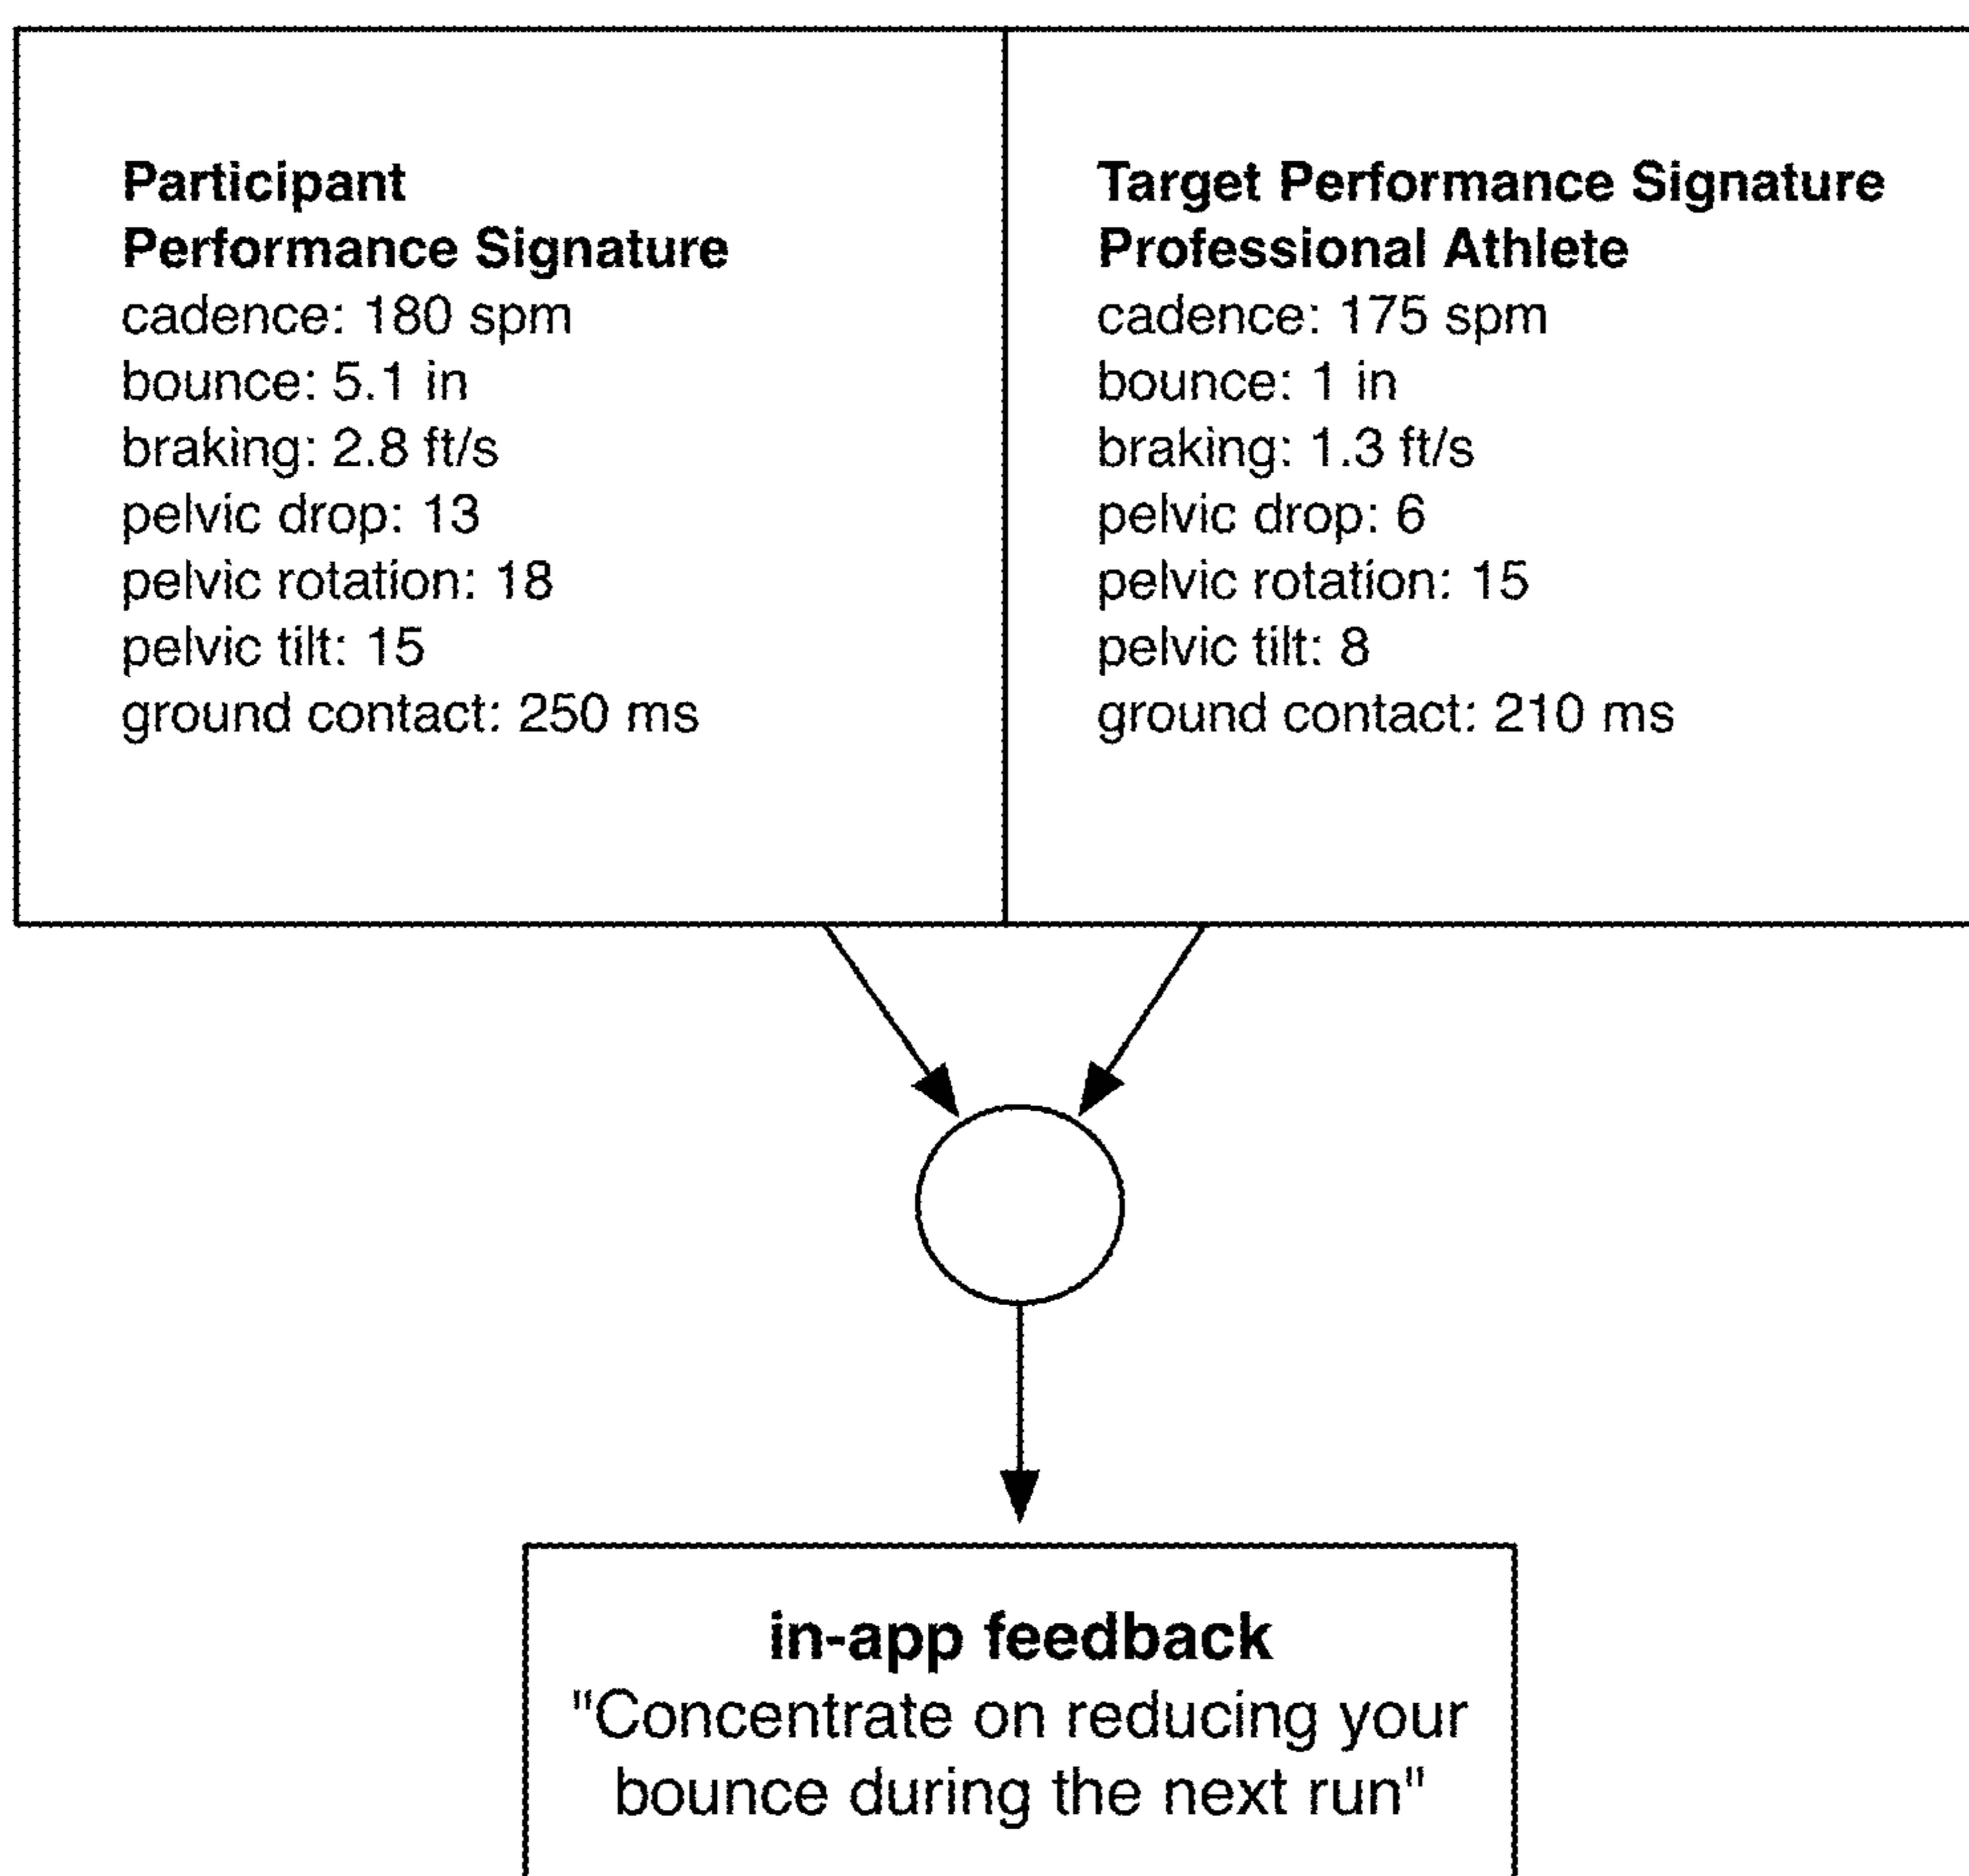 Participant
Performance Signature
cadence: 180 spm
bounce: 5.1 in
braking: 2.8 ft/s
pelvic drop: 13
pelvic rotation: 18
pelvic tilt: 15
ground contact: 250 ms
Target Performance Signature
Professional Athlete
cadence: 175 spm
bounce: 1 in
braking: 1.3 ft/s
pelvic drop: 6
pelvic rotation: 15
pelvic tilt: 8
ground contact: 210 ms
in-app feedback
"Concentrate on reducing your
bounce during the next run"